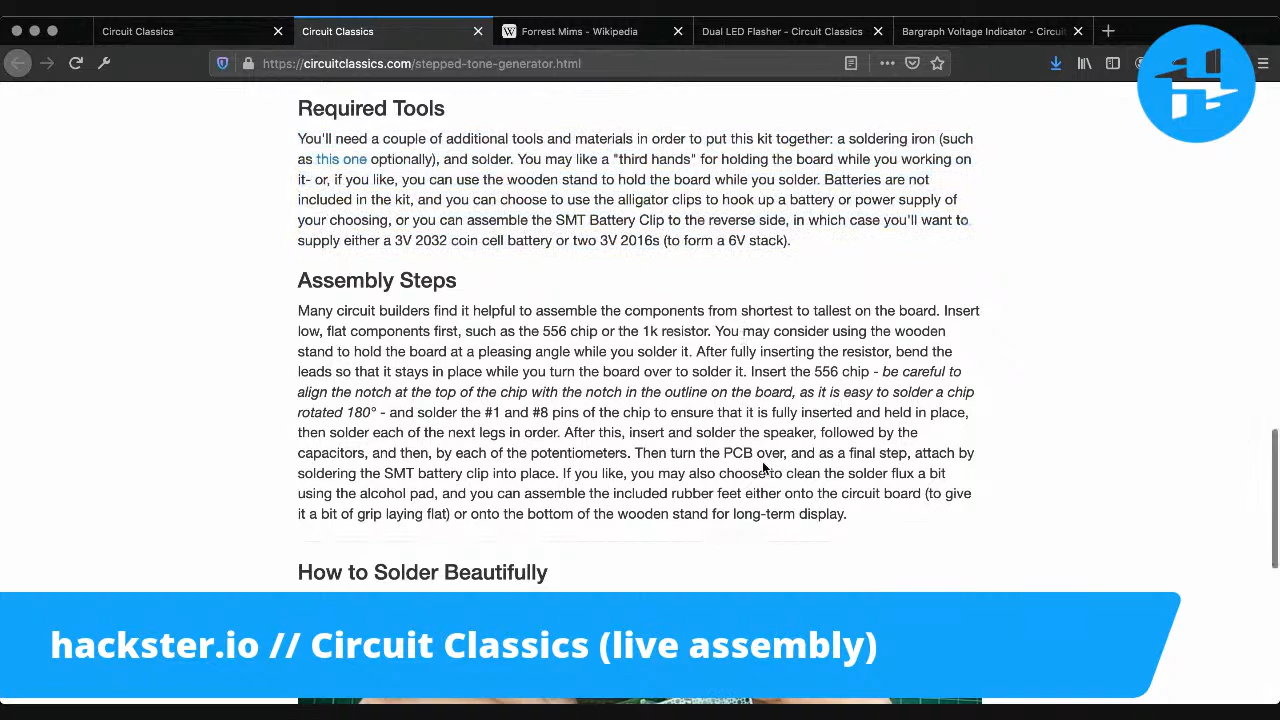 Circuit Classics
Circuit Classics
Forrest Mims - Wikipedia
Dual LED Flasher - Circuit Classics
Bargraph Voltage Indicator - Circuit
https://circuitclassics.com/stepped-tone-generator.html
Required Tools
You'll need a couple of additional tools and materials in order to put this kit together: a soldering iron (such
as this one optionally), and solder. You may like a "third hands" for holding the board while you working on
it- or, if you like, you can use the wooden stand to hold the board while you solder. Batteries are not
included in the kit, and you can choose to use the alligator clips to hook up a battery or power supply of
your choosing, or you can assemble the SMT Battery Clip to the reverse side, in which case you'll want to
supply either a 3V 2032 coin cell battery or two 3V 2016s (to form a 6V stack).
Assembly Steps
Many circuit builders find it helpful to assemble the components from shortest to tallest on the board. Insert
low, flat components first, such as the 556 chip or the 1k resistor. You may consider using the wooden
stand to hold the board at a pleasing angle while you solder it. After fully inserting the resistor, bend the
leads so that it stays in place while you turn the board over to solder it. Insert the 556 chip - be careful to
align the notch at the top of the chip with the notch in the outline on the board, as it is easy to solder a chip
rotated 180° - and solder the #1 and #8 pins of the chip to ensure that it is fully inserted and held in place,
then solder each of the next legs in order. After this, insert and solder the speaker, followed by the
capacitors, and then, by each of the potentiometers. Then turn the PCB over, and as a final step, attach by
soldering the SMT battery clip into place. If you like, you may also choose to clean the solder flux a bit
using the alcohol pad, and you can assemble the included rubber feet either onto the circuit board (to give
it a bit of grip laying flat) or onto the bottom of the wooden stand for long-term display.
How to Solder Beautifully
hackster.io // Circuit Classics (live assembly)